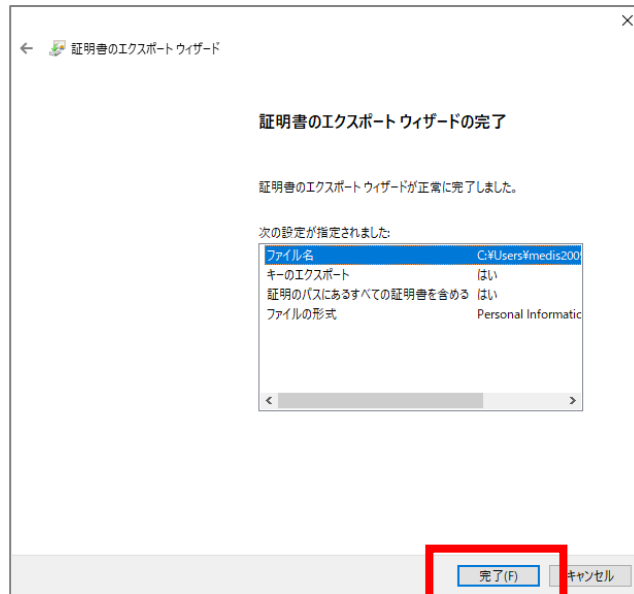 証明書のエクスポート ウィザード
証明書のエクスポート ウィザードの完了
証明書のエクスポート ウィザードが正常に完了しました。
次の設定が指定されました:
ファイル名 C:¥Users¥medis200
キーのエクスポート はい
証明のパスにあるすべての証明書を含める はい
ファイルの形式 Personal Informatic
完了(F) キャンセル